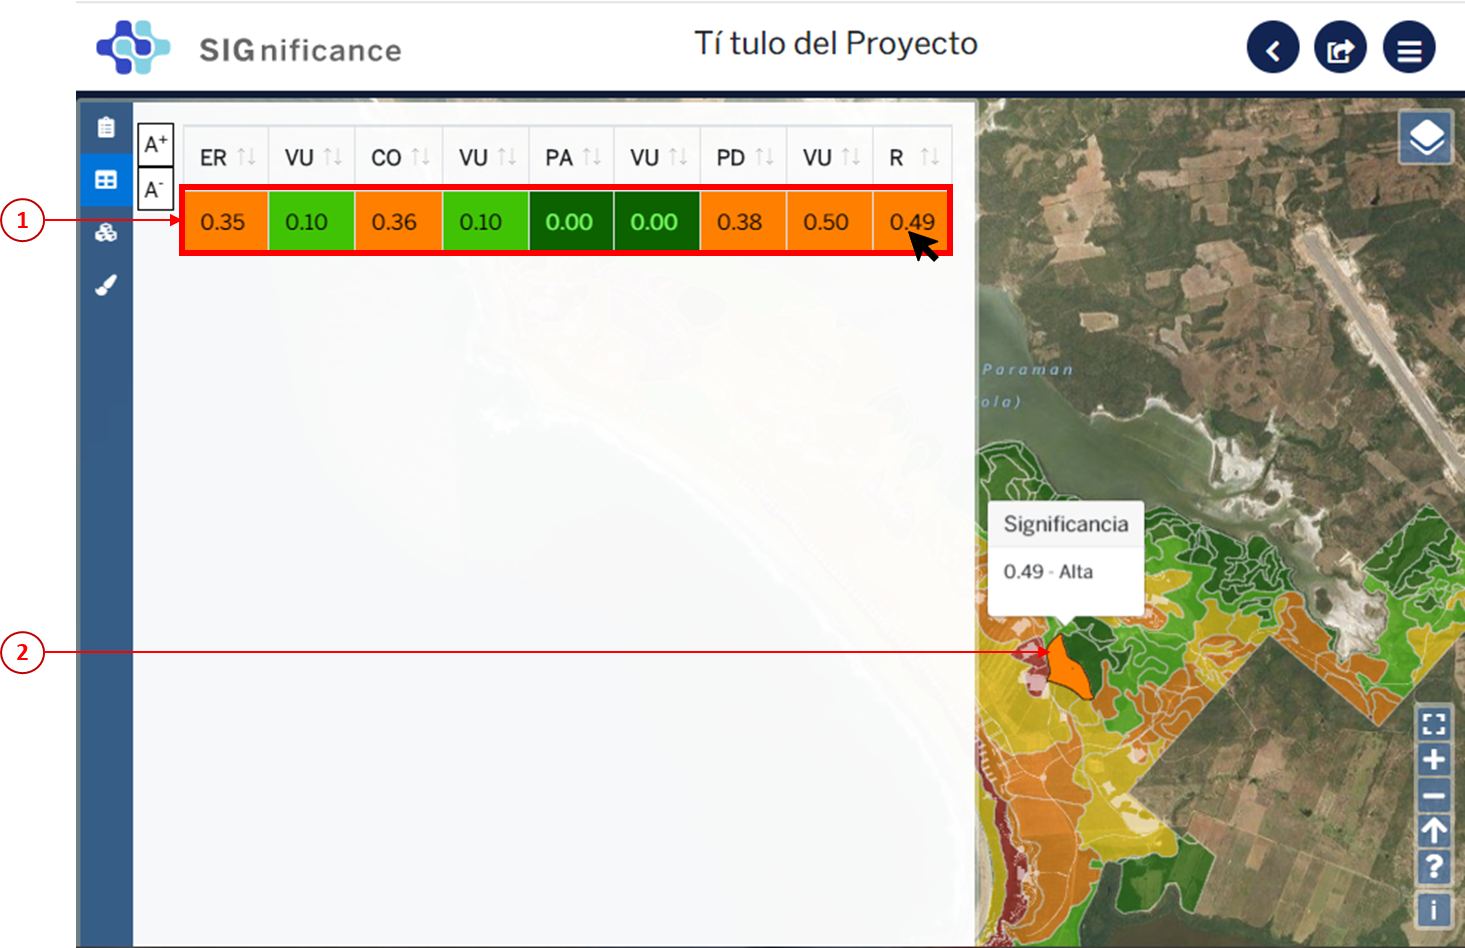 SIGnificance
Tí tulo del Proyecto
A+
A-
ER VU CO VU PA VU PD VU R
1
0.35 0.10 0.36 0.10 0.00 0.00 0.38 0.50 0.49
Paraman
ola)
Significancia
0.49 - Alta
2
?
i